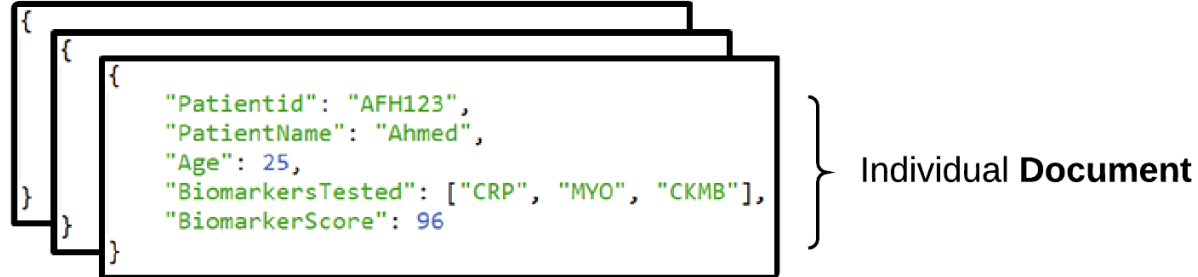 {
{
{
"Patientid": "AFH123",
"PatientName": "Ahmed",
"Age": 25,
"BiomarkersTested": ["CRP", "MYO", "CKMB"],
"BiomarkerScore": 96
}
}
}
Individual Document